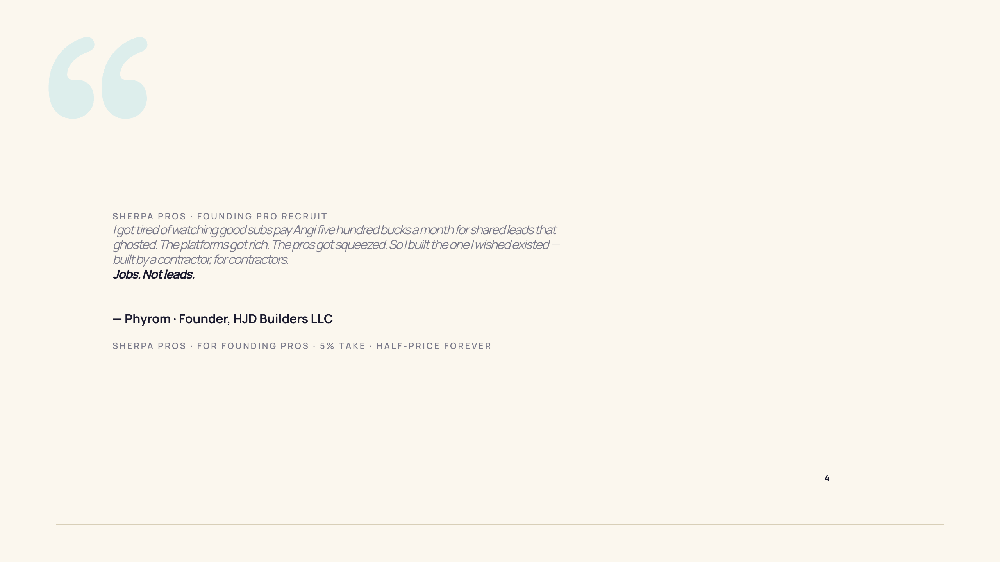 SHERPA PROS · FOUNDING PRO RECRUIT
I got tired of watching good subs pay Angi five hundred bucks a month for shared leads that
ghosted. The platforms got rich. The pros got squeezed. So I built the one I wished existed —
built by a contractor, for contractors.
Jobs. Not leads.
— Phyrom · Founder, HJD Builders LLC
SHERPA PROS · FOR FOUNDING PROS · 5% TAKE · HALF-PRICE FOREVER
4